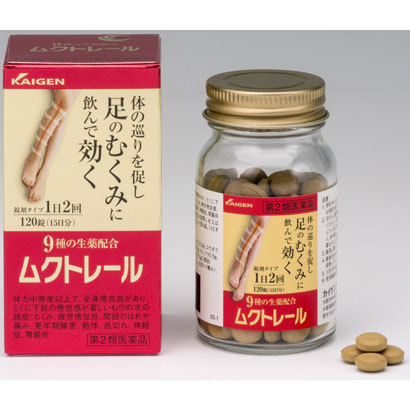 KAIGEN
体の巡りを促し
足のむくみに
飲んで効く
錠剤タイプ 1日2回
120錠(15日分)
9種の生薬配合
ムクトレール
体力中等度以上で、全身倦怠感があり、
とくに下肢の倦怠感が著しいものの次の
諸症:むくみ、疲労倦怠感、関節のはれや
痛み、更年期障害、動悸、息切れ、神経
症、胃腸炎
第2類医薬品
KAIGEN
第2類医薬品
体の巡りを促し
足のむくみに
飲んで効く
錠剤タイプ 1日2回
120錠(15日分)
9種の生薬配合
ムクトレール